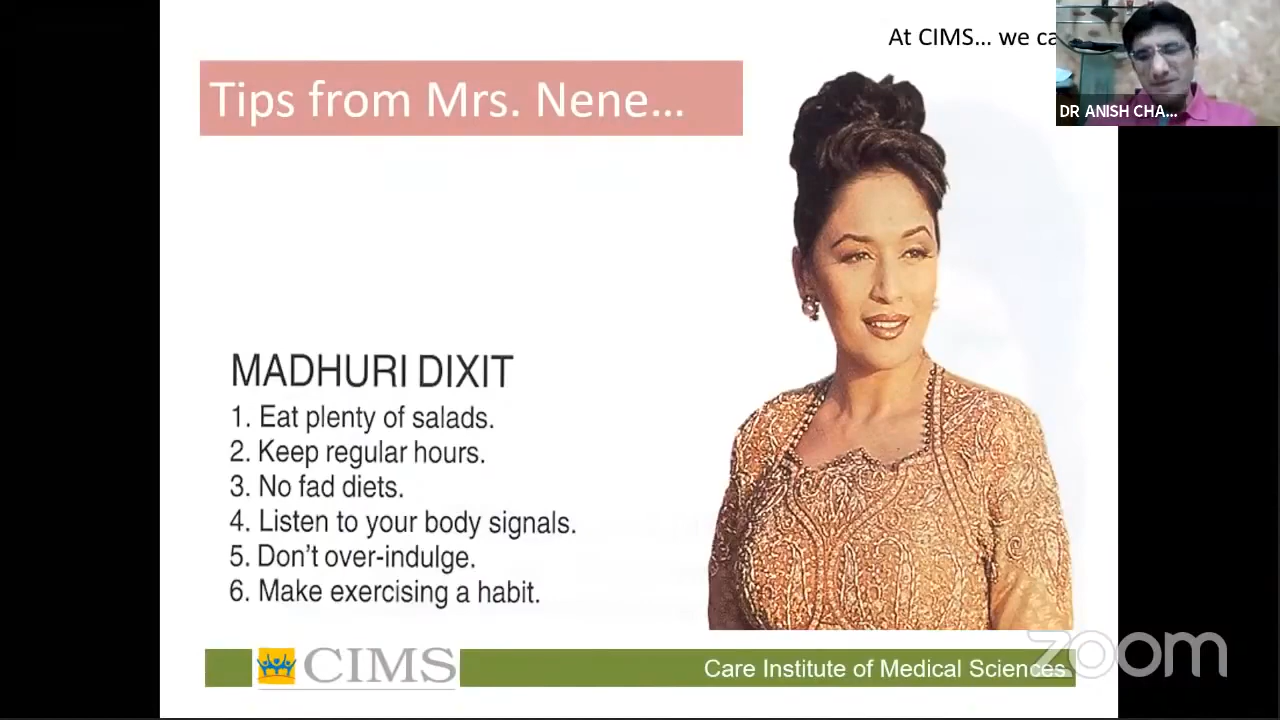 At CIMS... we ca
DR ANISH CHA...
Tips from Mrs. Nene...
MADHURI DIXIT
1. Eat plenty of salads.
2. Keep regular hours.
3. No fad diets.
4. Listen to your body signals.
5. Don't over-indulge.
6. Make exercising a habit.
CIMS
Care Institute of Medical Sciences
zoom